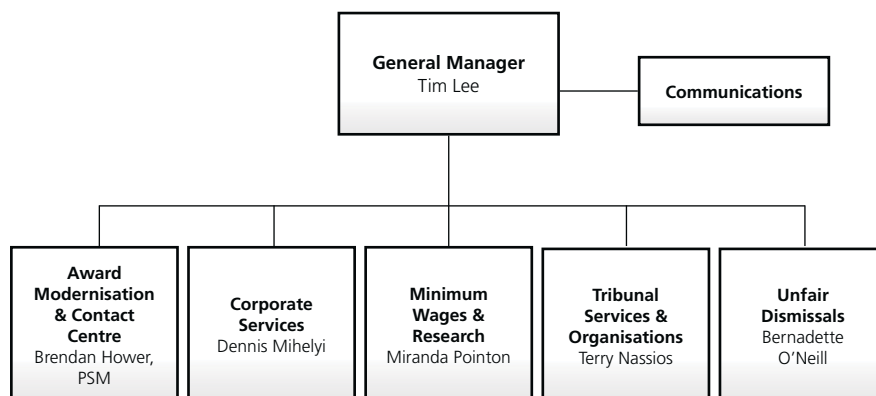 General Manager
Tim Lee
Communications
Award
Modernisation
& Contact
Centre
Brendan Hower,
PSM
Corporate
Services
Dennis Mihelyi
Minimum
Wages &
Research
Miranda Pointon
Tribunal
Services &
Organisations
Terry Nassios
Unfair
Dismissals
Bernadette
O’Neill